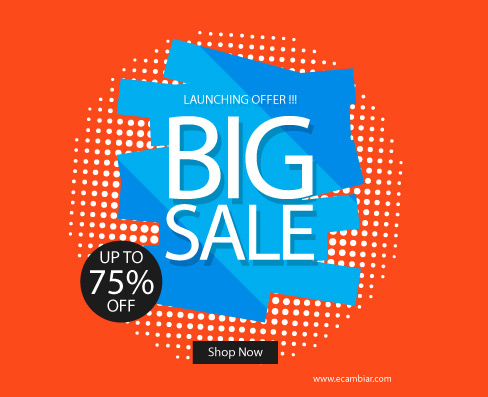 LAUNCHING OFFER !!!
BIG
SALE
UP TO
75%
OFF
Shop Now
www.ecambiar.com